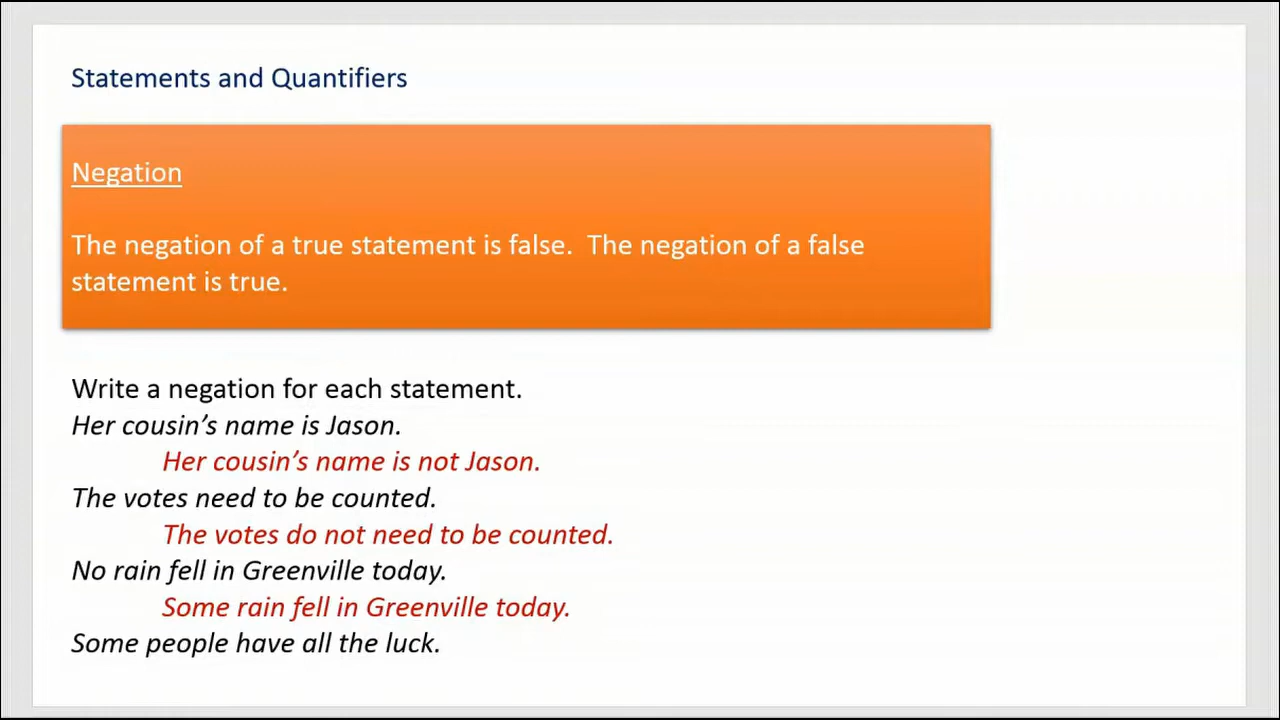 Statements and Quantifiers
Negation
The negation of a true statement is false.  The negation of a false
statement is true.
Write a negation for each statement.
Her cousin’s name is Jason.
Her cousin’s name is not Jason.
The votes need to be counted.
The votes do not need to be counted.
No rain fell in Greenville today.
Some rain fell in Greenville today.
Some people have all the luck.